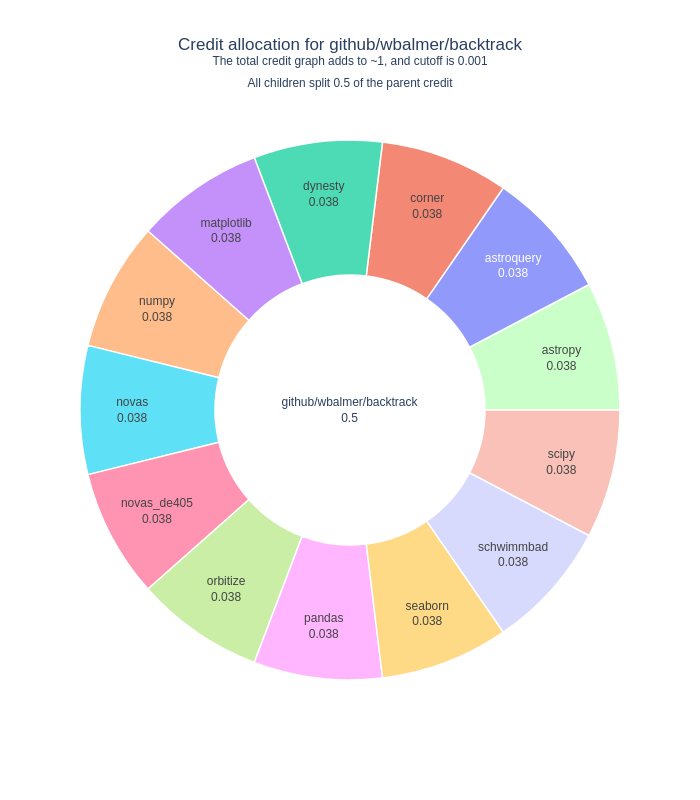 Credit allocation for github/wbalmer/backtrack
The total credit graph adds to ~1, and cutoff is 0.001
All children split 0.5 of the parent credit
dynesty
0.038
corner
0.038
matplotlib
0.038
astroquery
0.038
numpy
0.038
astropy
0.038
novas
0.038
github/wbalmer/backtrack
0.5
scipy
0.038
novas_de405
0.038
schwimmbad
0.038
orbitize
0.038
seaborn
0.038
pandas
0.038